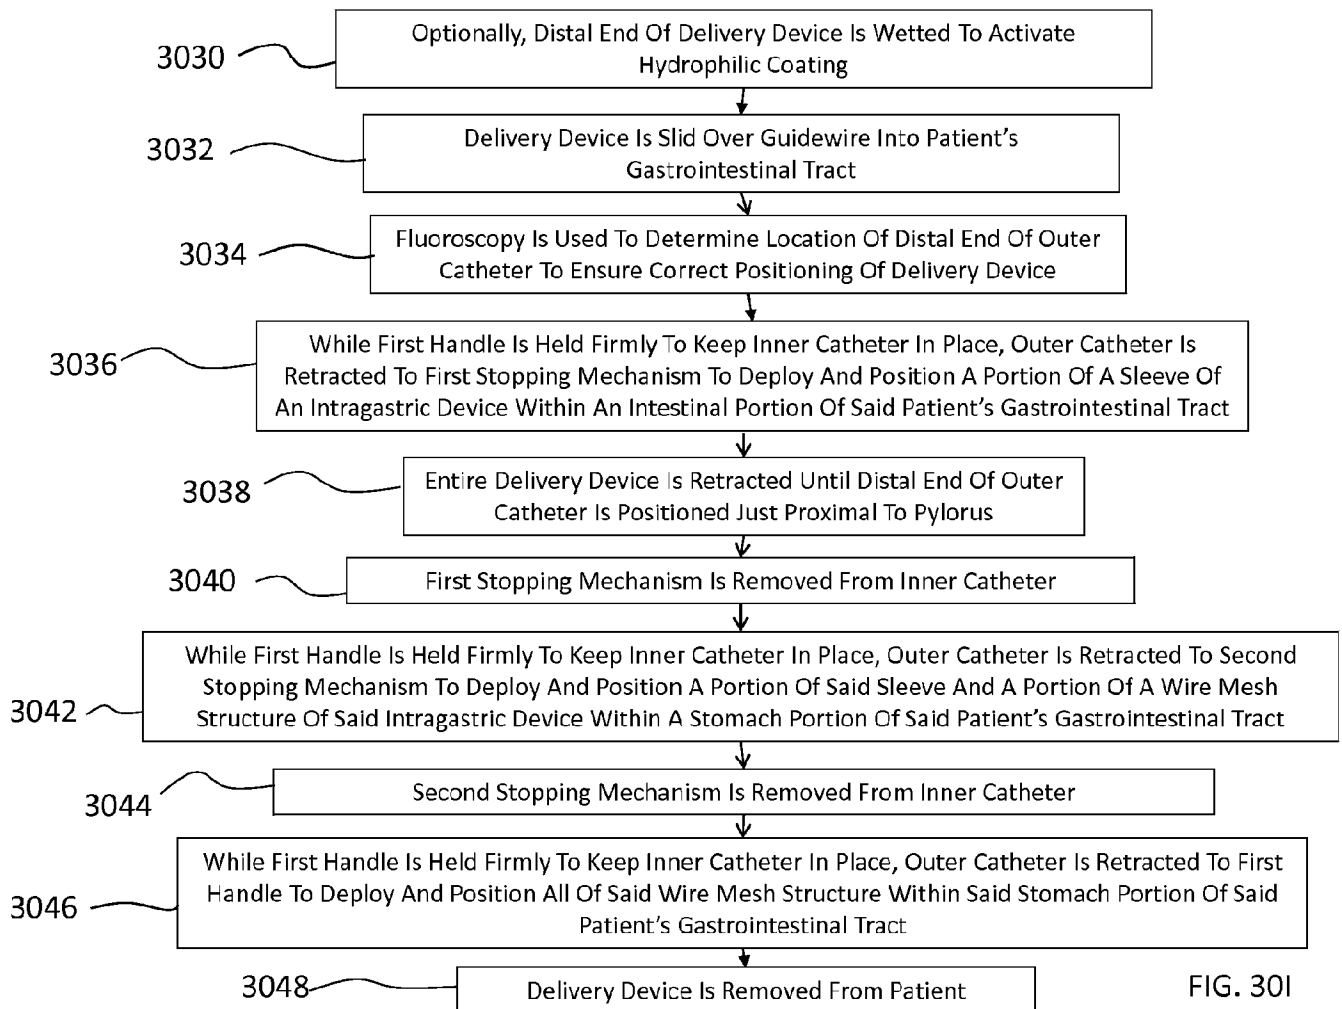 3030
Optionally, Distal End Of Delivery Device Is Wetted To Activate
Hydrophilic Coating
3032
Delivery Device Is Slid Over Guidewire Into Patient's
Gastrointestinal Tract
3034
Fluoroscopy Is Used To Determine Location Of Distal End Of Outer
Catheter To Ensure Correct Positioning Of Delivery Device
3036
While First Handle Is Held Firmly To Keep Inner Catheter In Place, Outer Catheter Is
Retracted To First Stopping Mechanism To Deploy And Position A Portion Of A Sleeve Of
An Intragastric Device Within An Intestinal Portion Of Said Patient's Gastrointestinal Tract
3038
Entire Delivery Device Is Retracted Until Distal End Of Outer
Catheter Is Positioned Just Proximal To Pylorus
3040
First Stopping Mechanism Is Removed From Inner Catheter
3042
While First Handle Is Held Firmly To Keep Inner Catheter In Place, Outer Catheter Is Retracted To Second
Stopping Mechanism To Deploy And Position A Portion Of Said Sleeve And A Portion Of A Wire Mesh
Structure Of Said Intragastric Device Within A Stomach Portion Of Said Patient's Gastrointestinal Tract
3044
Second Stopping Mechanism Is Removed From Inner Catheter
3046
While First Handle Is Held Firmly To Keep Inner Catheter In Place, Outer Catheter Is Retracted To First
Handle To Deploy And Position All Of Said Wire Mesh Structure Within Said Stomach Portion Of Said
Patient's Gastrointestinal Tract
3048
Delivery Device Is Removed From Patient
FIG. 30I